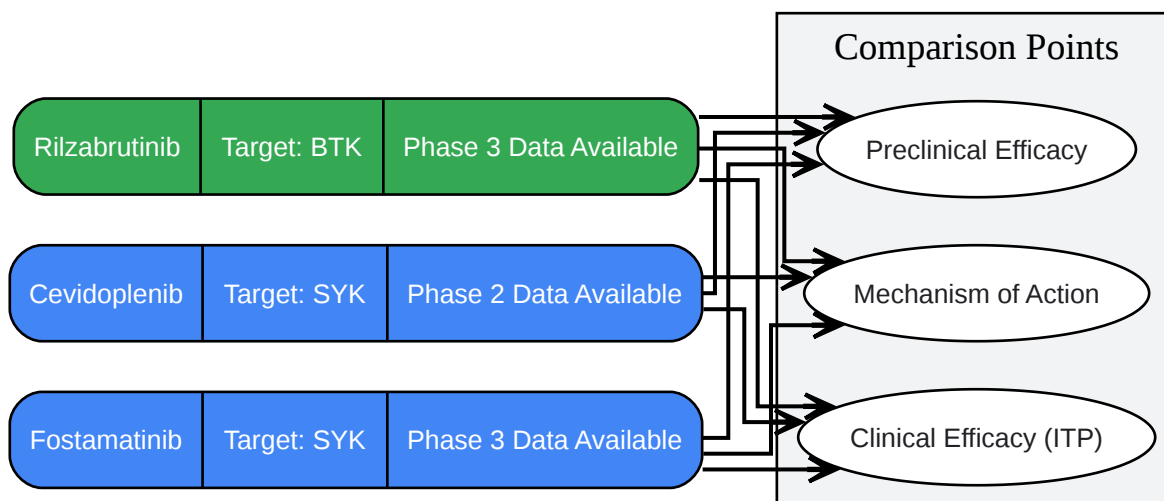 Comparison Points
Rilzabrutinib Target: BTK Phase 3 Data Available
Preclinical Efficacy
Cevidoplenib Target: SYK Phase 2 Data Available
Mechanism of Action
Fostamatinib Target: SYK Phase 3 Data Available
Clinical Efficacy (ITP)